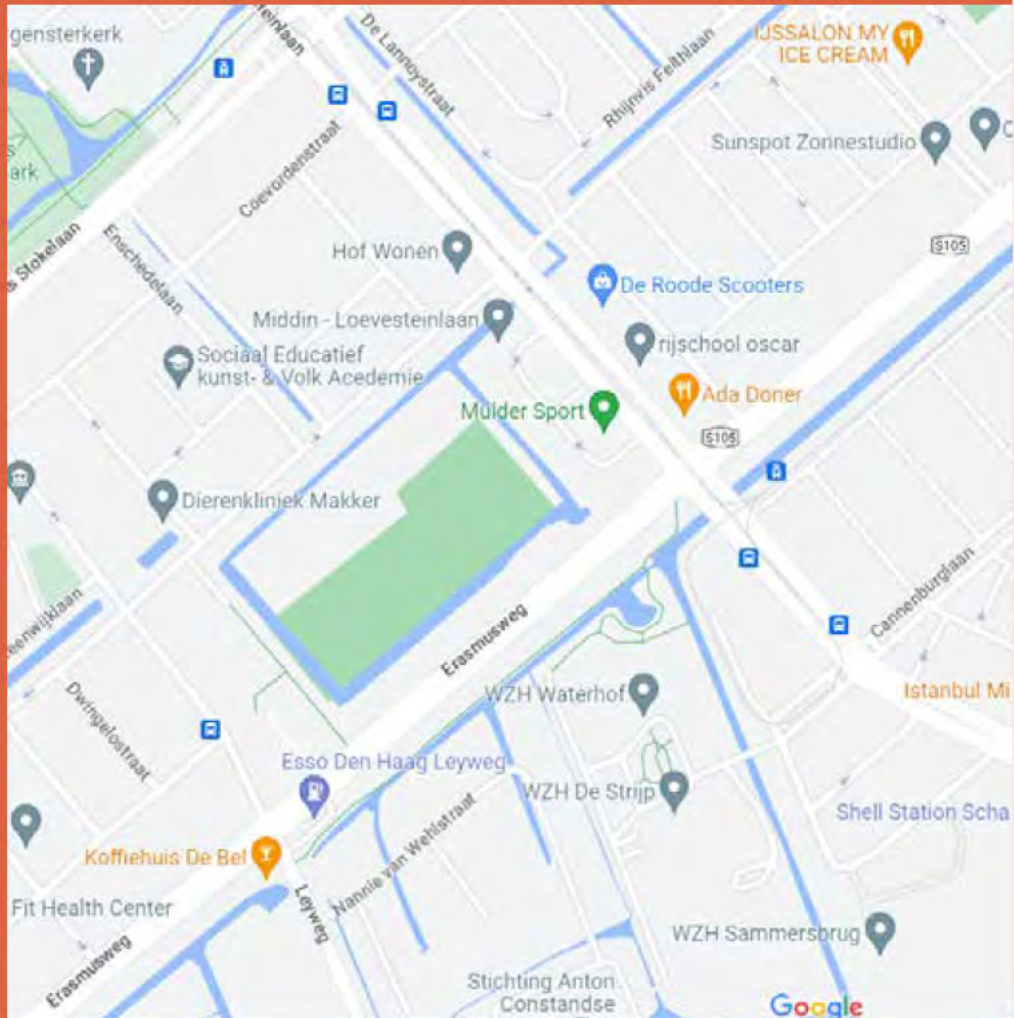 gensterkerk
De Lannoystraat
Rhijnvis Feithlaan
IJSSALON MY
ICE CREAM
Sunspot Zonnestudio
ark
Coevordenstraat
s Stokelaan
Enschedelaan
Hof Wonen
S105
De Roode Scooters
Middin - Loevesteinlaan
rijschool oscar
Sociaal Educatief
kunst- & Volk Acedemie
Mulder Sport
Ada Doner
S105
Dierenkliniek Makker
Cannenburglaan
eenwijklaan
Erasmusweg
WZH Waterhof
Istanbul Mi
Dwingelostraat
Esso Den Haag Leyweg
WZH De Strijp
Shell Station Scha
Koffiehuis De Bel
Nannie van Wehlstraat
Fit Health Center
Leyweg
WZH Sammersbrug
Erasmusweg
Stichting Anton
Constandse
Google